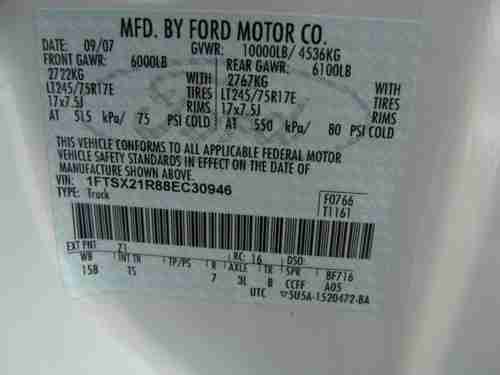 MFD. BY FORD MOTOR CO.
DATE: 09/07 GVWR: 10000LB/ 4536KG
FRONT GAWR: 6000LB REAR GAWR: 6100LB
2722KG WITH 2767KG WITH
LT245/75R17E TIRES LT245/75R17E TIRES
17x7.5J RIMS 17x7.5J RIMS
AT 515 kPa/ 75 PSI COLD AT 550 kPa/ 80 PSI COLD
THIS VEHICLE CONFORMS TO ALL APPLICABLE FEDERAL MOTOR
VEHICLE SAFETY STANDARDS IN EFFECT ON THE DATE OF
MANUFACTURE SHOWN ABOVE.
VIN: 1FTSX21R88EC30946 F0766
TYPE: Truck T1161
EXT PNT: Z1 RC: 16 DSO:
WB INT TR TP/PS R AXLE TR SPR BF716
158 TS 7 3L B CCFF A05
UTC 5U5A-1520472-BA